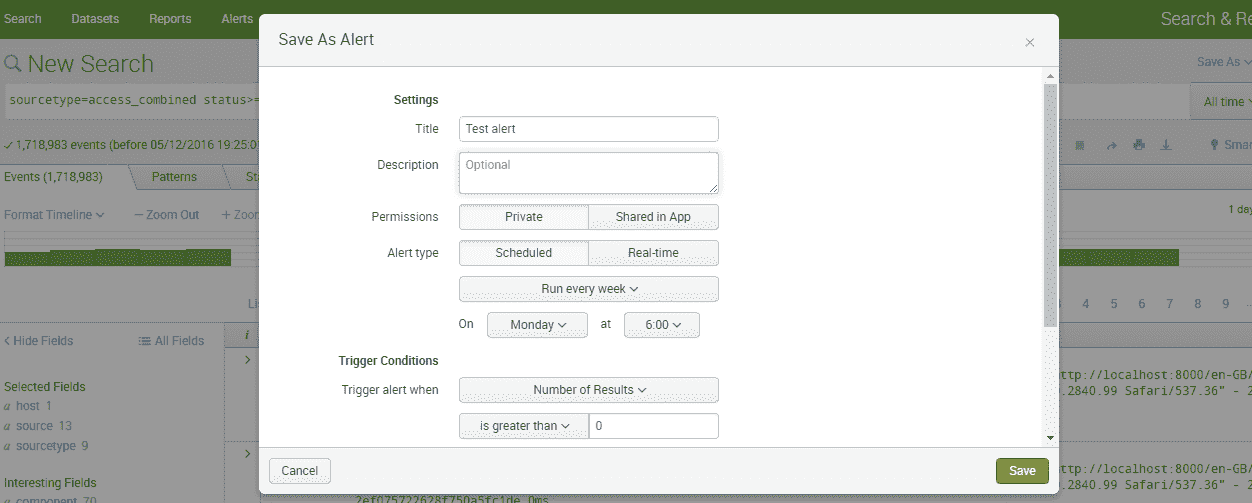 Search Datasets Reports Alerts Search & Re
New Search Save As
sourcetype=access_combined status>= All time
1,718,983 events (before 05/12/2016 19:25:0 Smar
Events (1,718,983) Patterns Sta
Format Timeline — Zoom Out + Zoo 1 day
Lis 4 5 6 7 8 9
Hide Fields All Fields i
Selected Fields
a host 1
a source 13
a sourcetype 9
Interesting Fields
a component 70
http://localhost:8000/en-GB/
.2840.99 Safari/537.36" - 2
http://localhost:8000/en-GB/
.2840.99 Safari/537.36" - 2
2ef075722628f750a5fc1de 0ms
Save As Alert ×
Settings
Title Test alert
Description Optional
Permissions Private Shared in App
Alert type Scheduled Real-time
Run every week
On Monday at 6:00
Trigger Conditions
Trigger alert when Number of Results
is greater than 0
Cancel Save